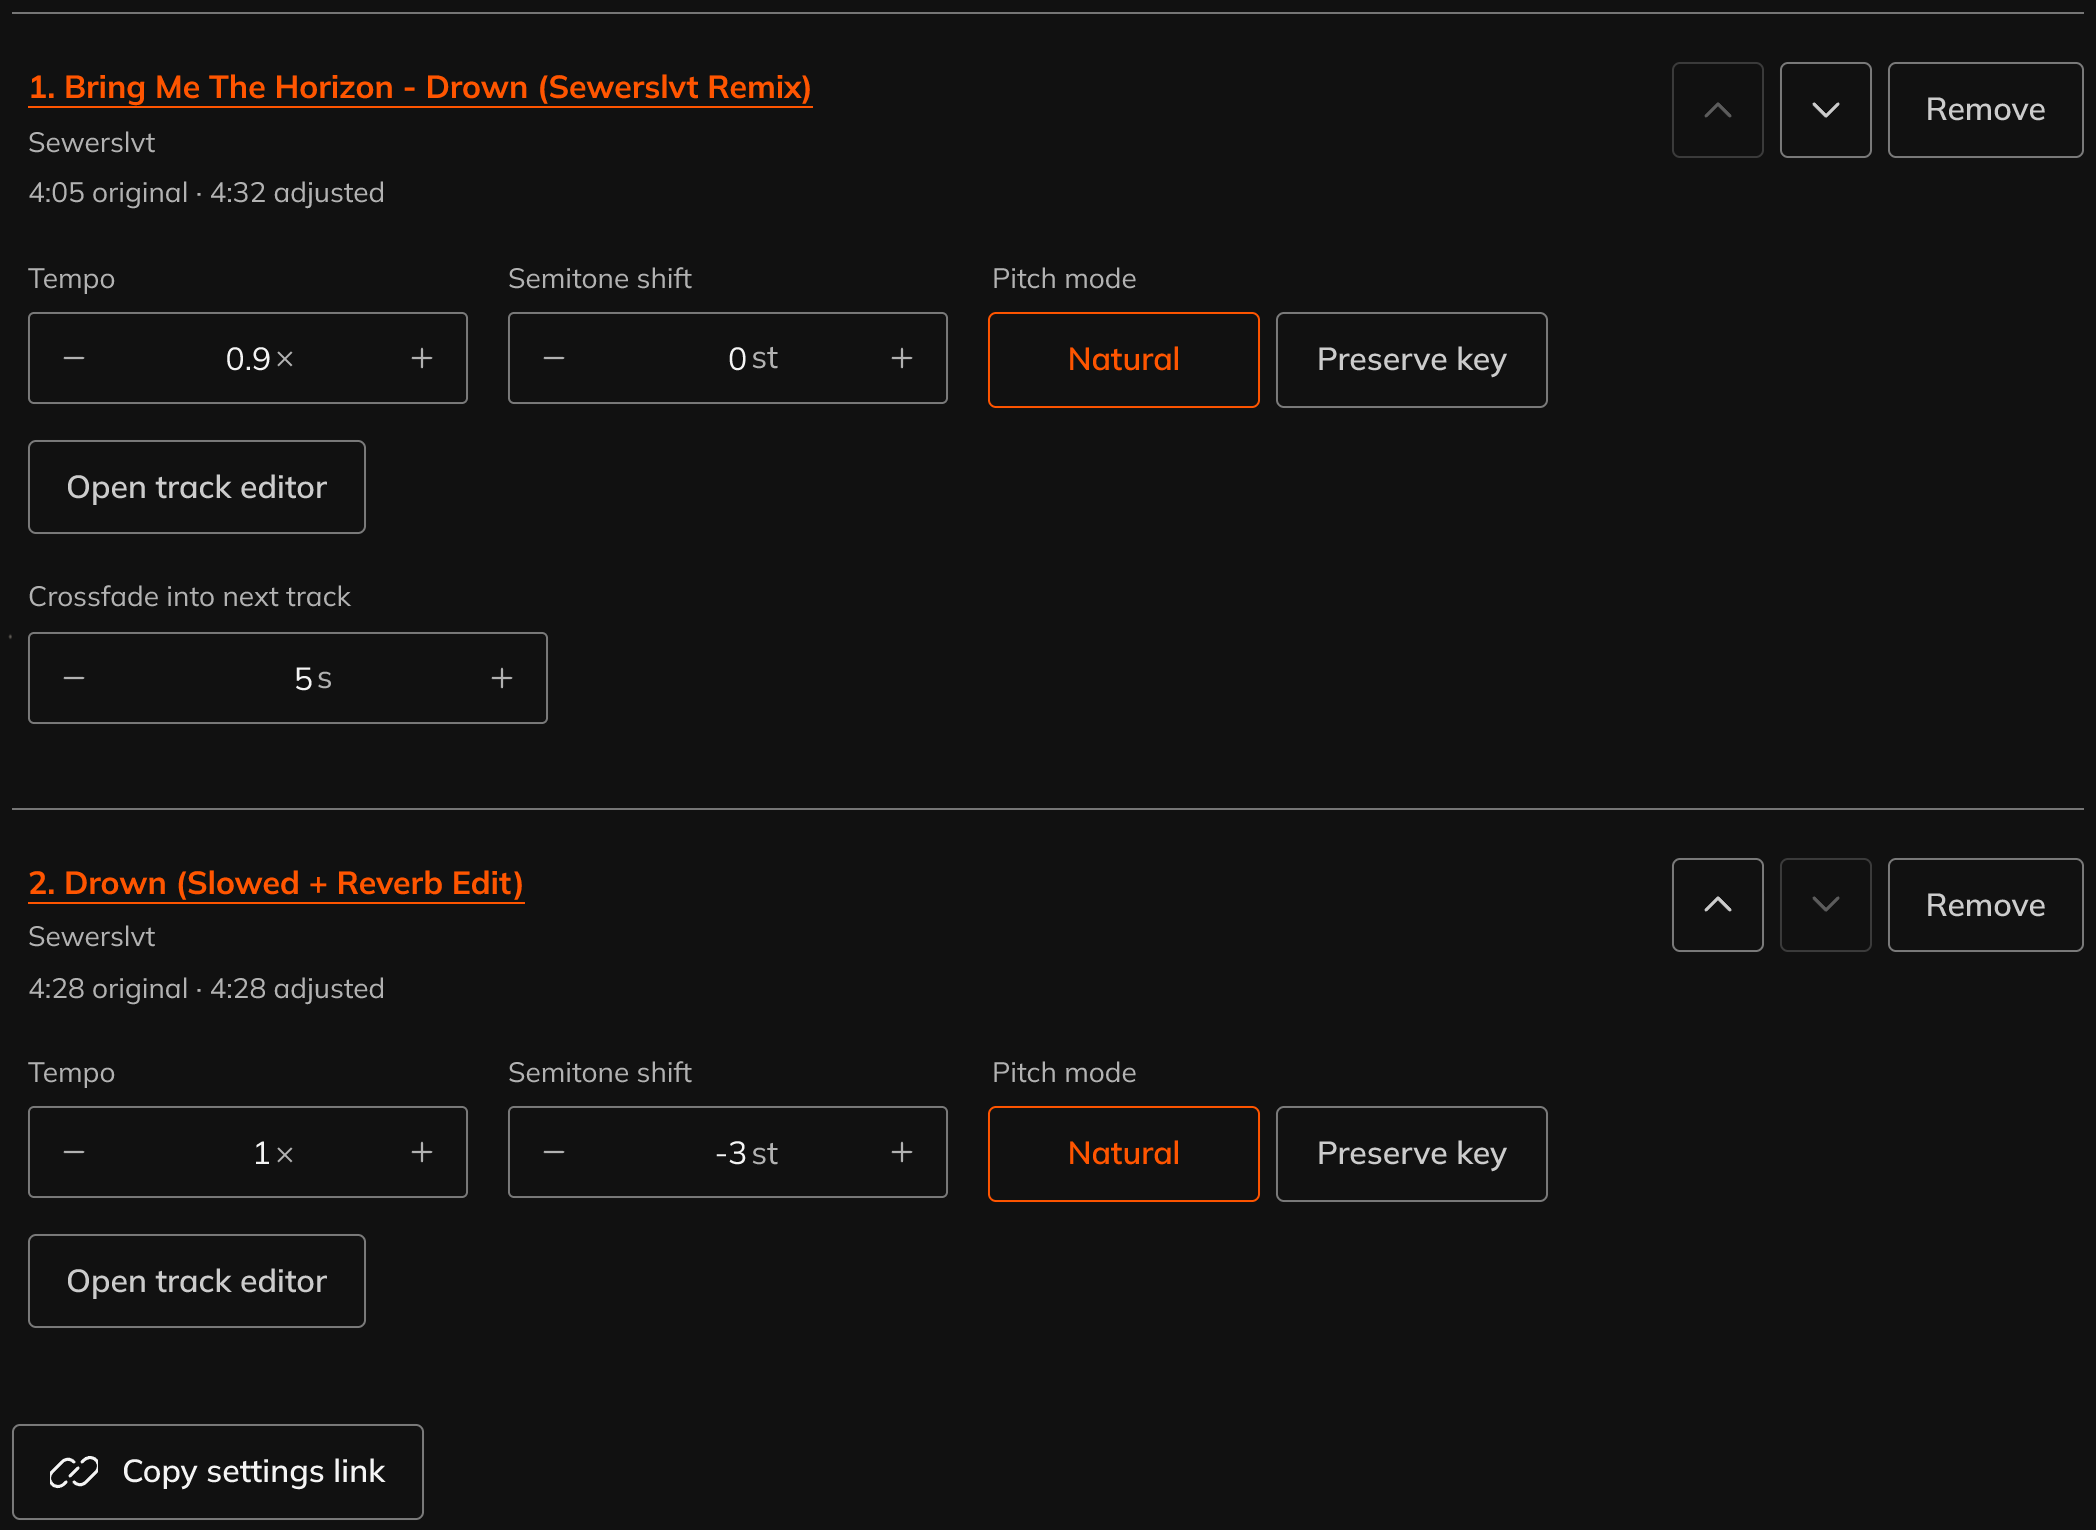 1. Bring Me The Horizon - Drown (Sewerslvt Remix)
Remove
Sewerslvt
4:05 original · 4:32 adjusted
Tempo
Semitone shift
Pitch mode
− 0.9× +
− 0 st +
Natural
Preserve key
Open track editor
Crossfade into next track
− 5 s +
2. Drown (Slowed + Reverb Edit)
Remove
Sewerslvt
4:28 original · 4:28 adjusted
Tempo
Semitone shift
Pitch mode
− 1× +
− -3 st +
Natural
Preserve key
Open track editor
Copy settings link